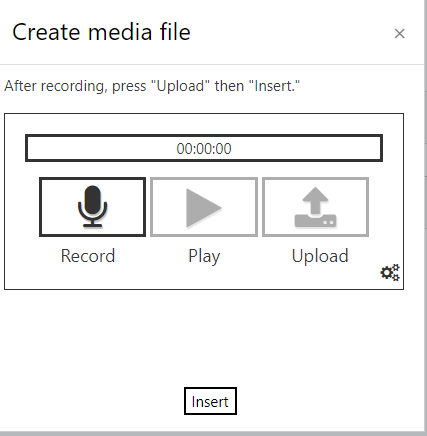 Create media file
After recording, press "Upload" then "Insert."
00:00:00
Record Play Upload
Insert